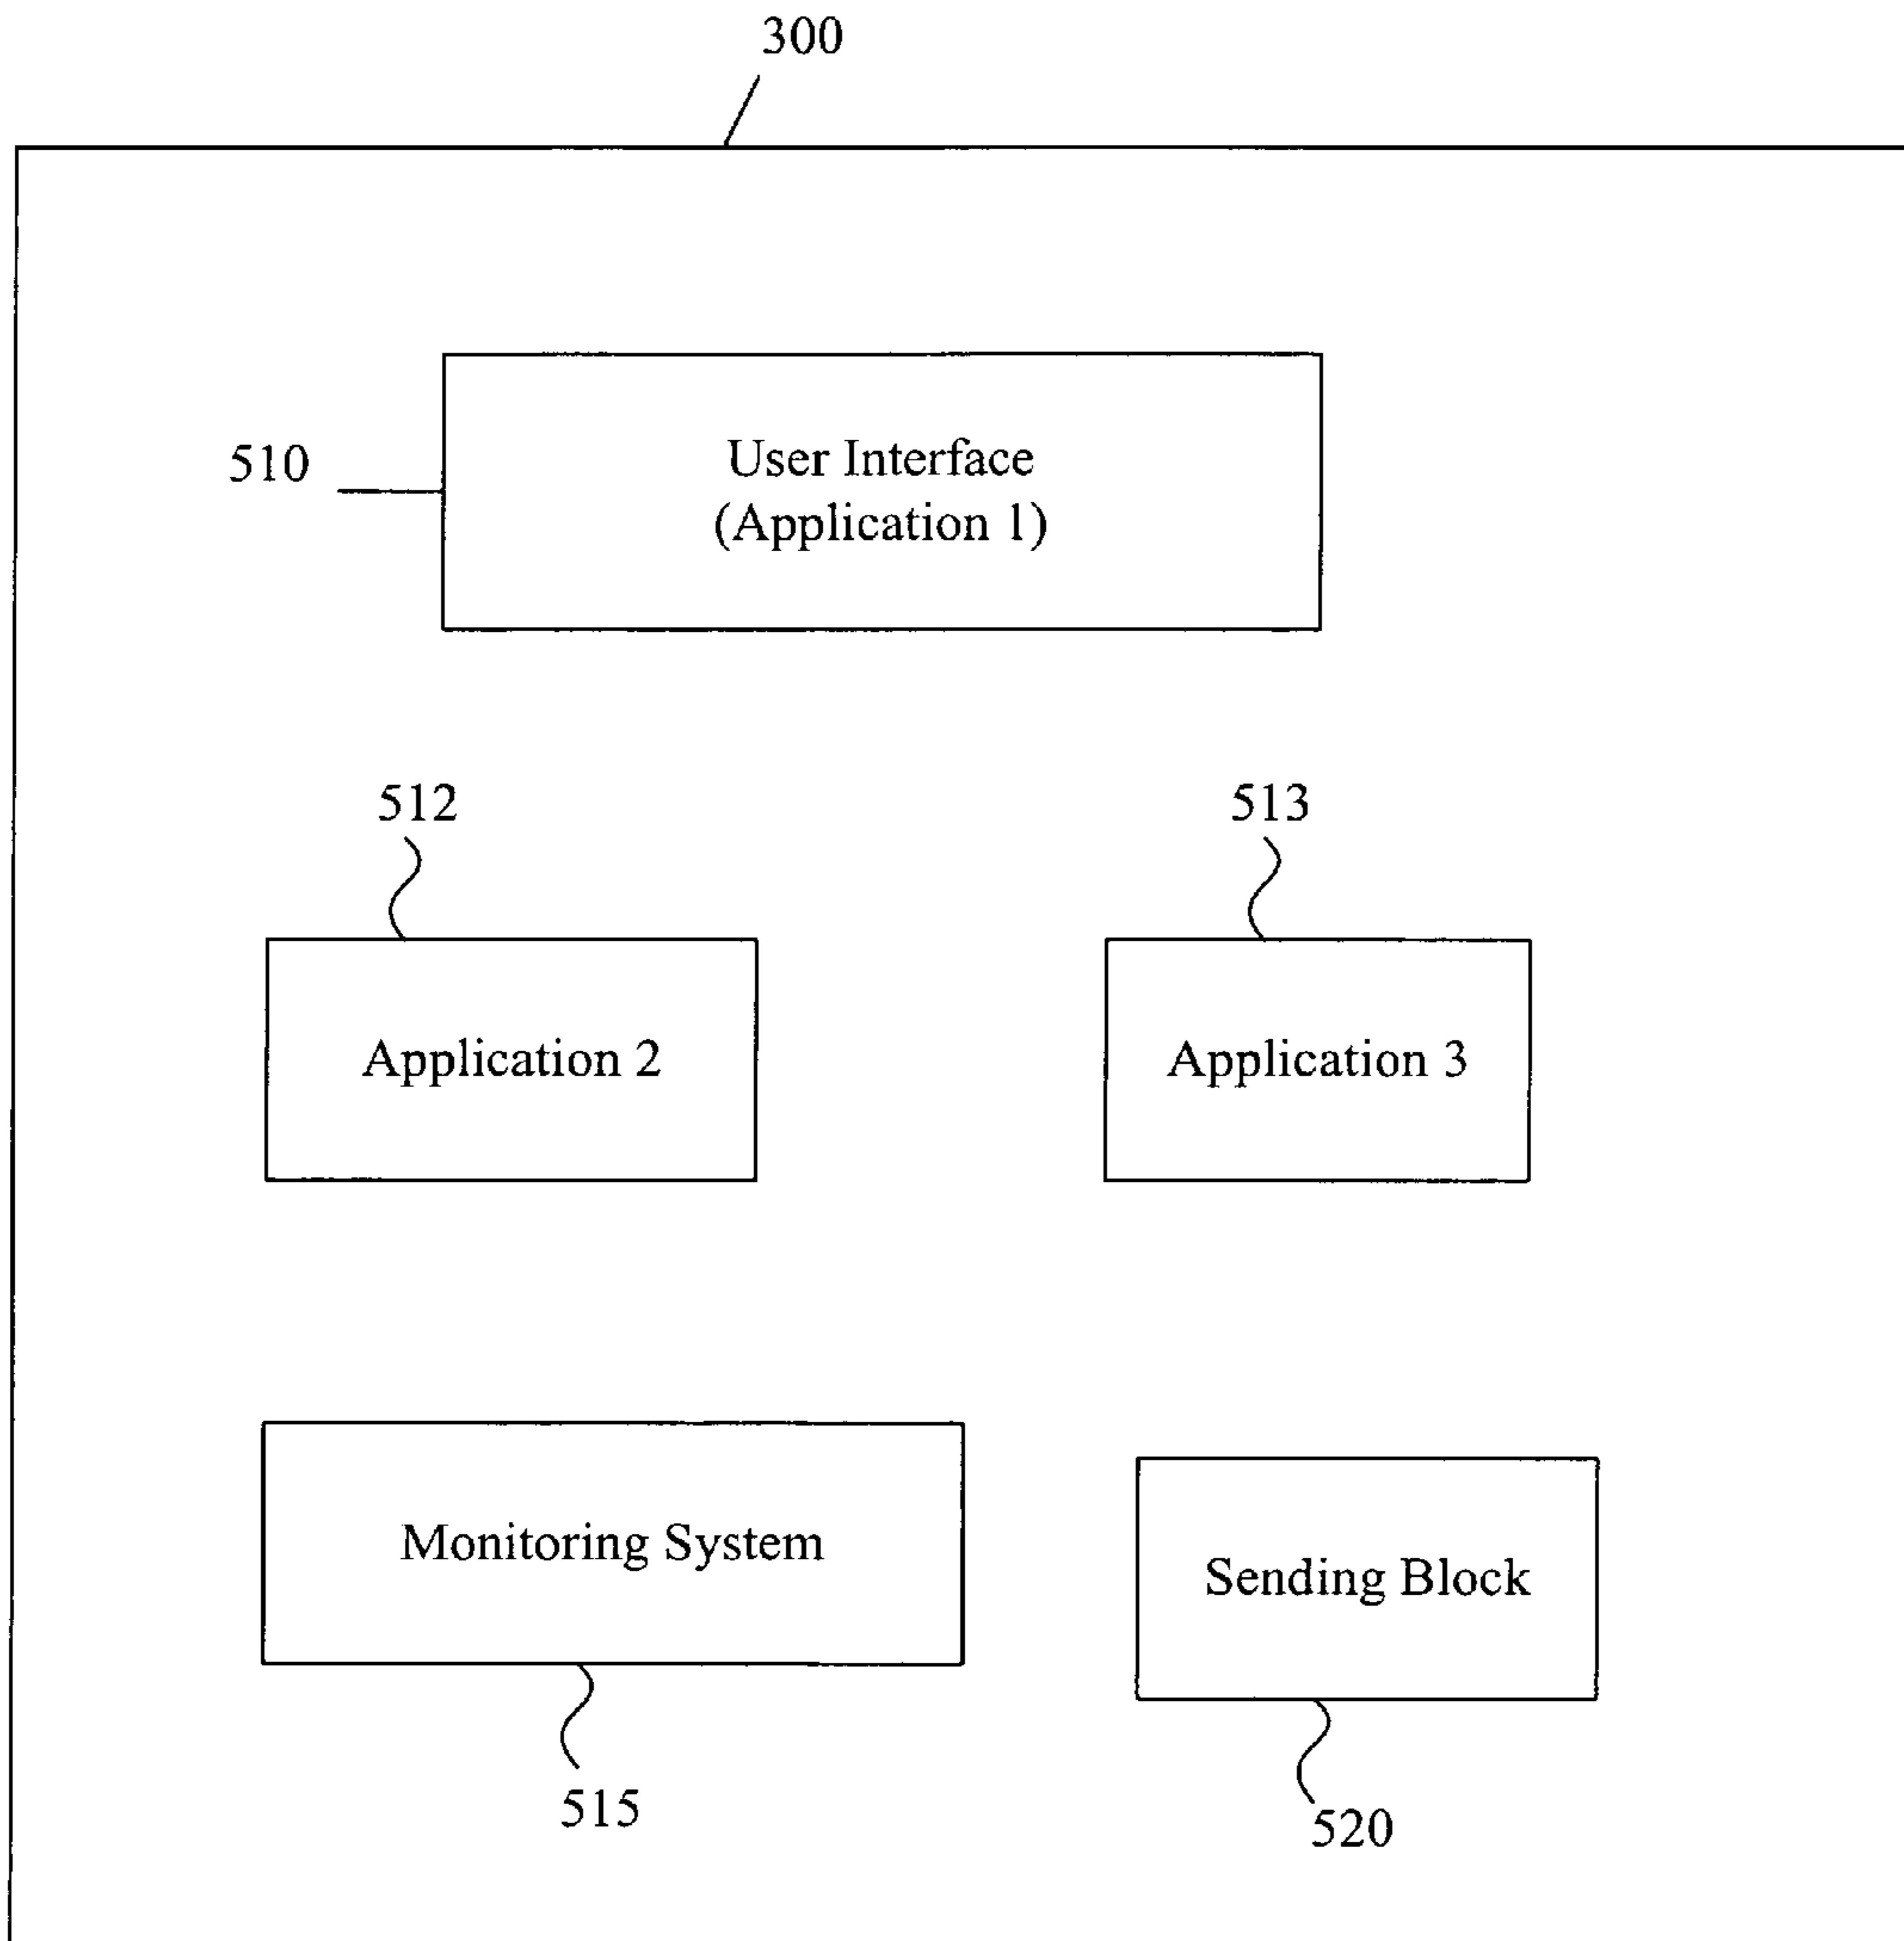 300
510
User Interface
(Application 1)
512
513
Application 2
Application 3
Monitoring System
Sending Block
515
520